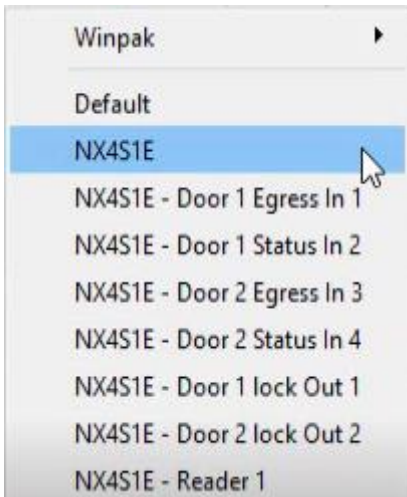 Winpak
Default
NX4S1E
NX4S1E - Door 1 Egress In 1
NX4S1E - Door 1 Status In 2
NX4S1E - Door 2 Egress In 3
NX4S1E - Door 2 Status In 4
NX4S1E - Door 1 lock Out 1
NX4S1E - Door 2 lock Out 2
NX4S1E - Reader 1